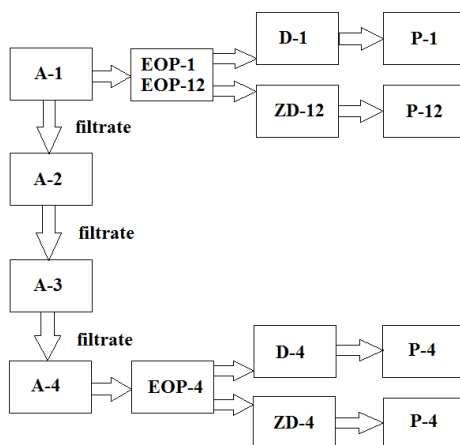 D-1
P-1
A-1
EOP-1
EOP-12
ZD-12
P-12
filtrate
A-2
filtrate
A-3
filtrate
D-4
P-4
A-4
EOP-4
ZD-4
P-4